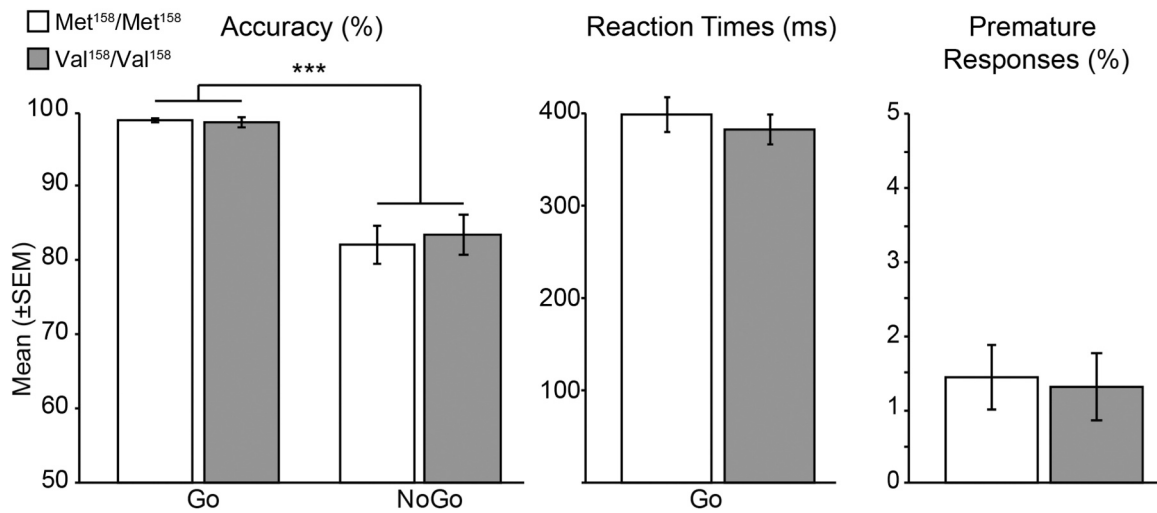 Met¹⁵⁸/Met¹⁵⁸
Val¹⁵⁸/Val¹⁵⁸
Accuracy (%)
***
Mean (±SEM)
100
90
80
70
60
50
Go
NoGo
Reaction Times (ms)
400
300
200
100
Go
Premature
Responses (%)
5
4
3
2
1
0